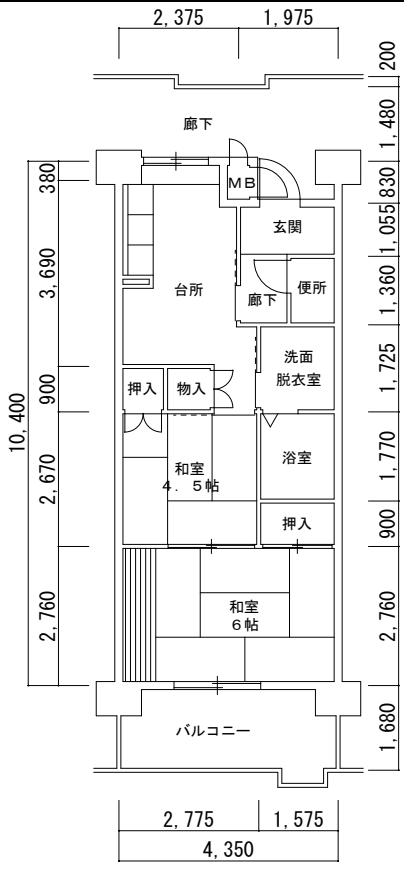 2,375
1,975
200
廊下
1,480
380
MB
830
玄関
1,055
3,690
台所
廊下
便所
1,360
洗面
脱衣室
1,725
900
押入
物入
10,400
2,670
和室
4.5帖
浴室
1,770
押入
900
2,760
和室
6帖
2,760
バルコニー
1,680
2,775
1,575
4,350